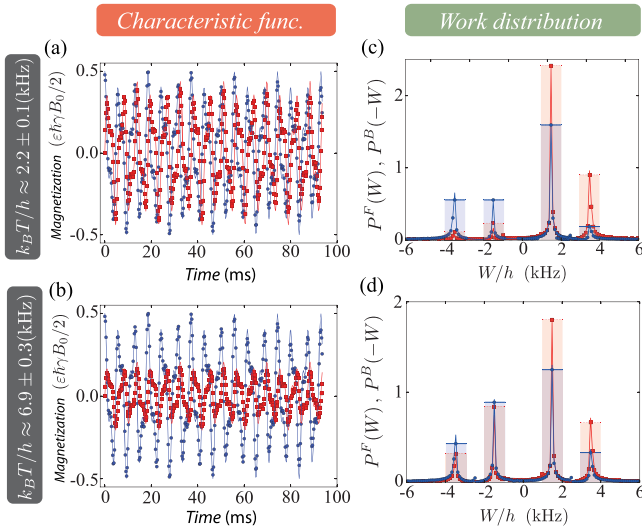 Characteristic func.
Work distribution
k_BT/h ≈ 2.2 ± 0.1(kHz)
(a)
Magnetization (εħγB₀/2)
0.5
0.0
-0.5
0 20 40 60 80 100
Time (ms)
(c)
P^F(W), P^B(−W)
2
1
0
-6 -4 -2 0 2 4 6
W/h (kHz)
k_BT/h ≈ 6.9 ± 0.3(kHz)
(b)
Magnetization (εħγB₀/2)
0.5
0.0
-0.5
0 20 40 60 80 100
Time (ms)
(d)
P^F(W), P^B(−W)
2
1
0
-6 -4 -2 0 2 4 6
W/h (kHz)